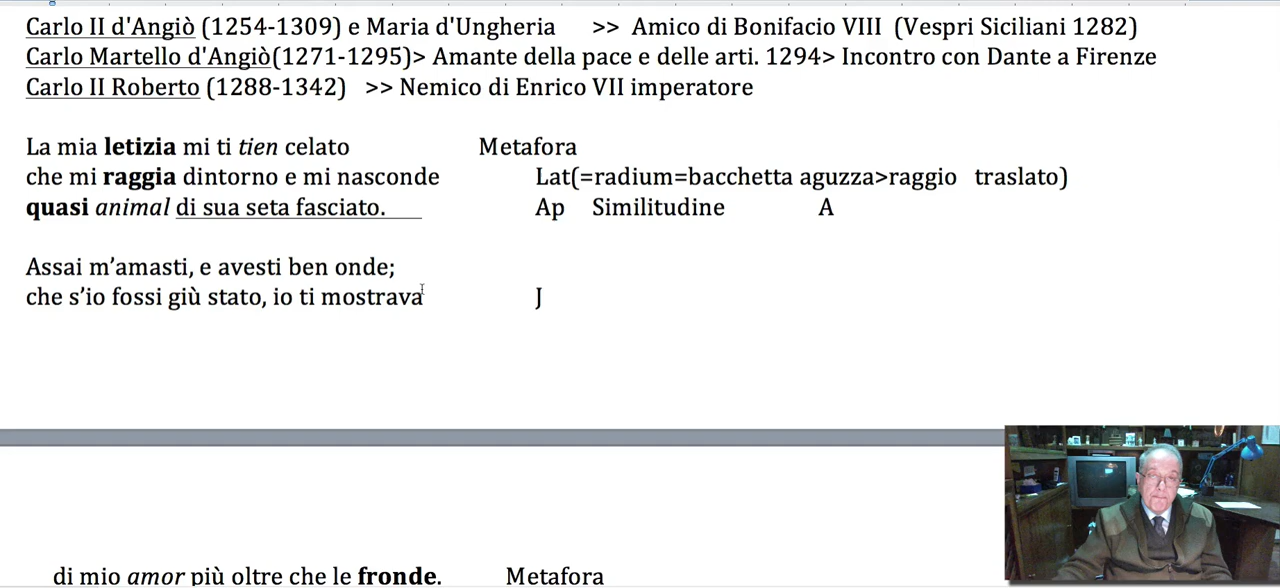 Carlo II d'Angiò (1254-1309) e Maria d'Ungheria >> Amico di Bonifacio VIII (Vespri Siciliani 1282)
Carlo Martello d'Angiò(1271-1295)> Amante della pace e delle arti. 1294> Incontro con Dante a Firenze
Carlo II Roberto (1288-1342) >> Nemico di Enrico VII imperatore
La mia letizia mi ti tien celato Metafora
che mi raggia dintorno e mi nasconde Lat(=radium=bacchetta aguzza>raggio traslato)
quasi animal di sua seta fasciato. Ap Similitudine A
Assai m’amasti, e avesti ben onde;
che s’io fossi giù stato, io ti mostrava J
di mio amor più oltre che le fronde. Metafora